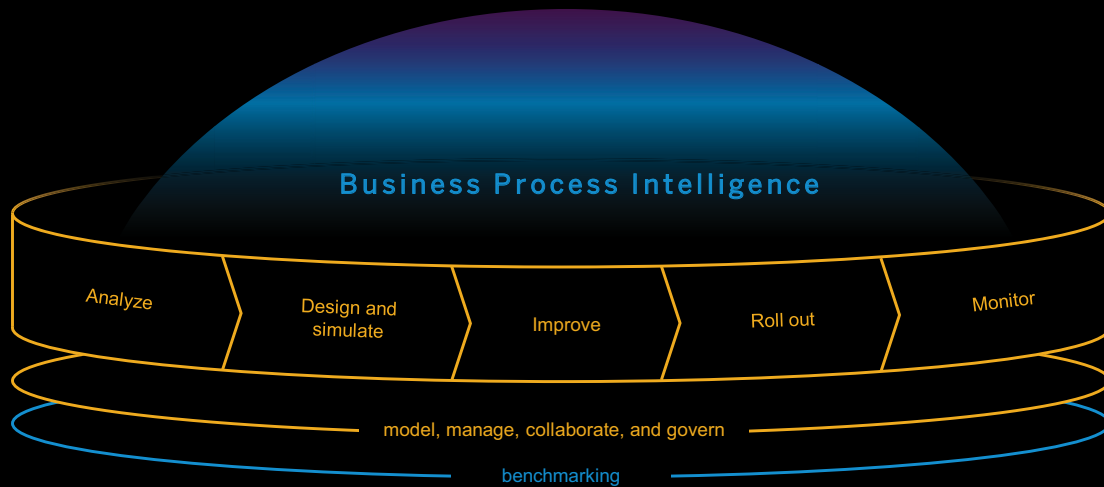 Business Process Intelligence
Analyze
Design and
simulate
Improve
Roll out
Monitor
model, manage, collaborate, and govern
benchmarking